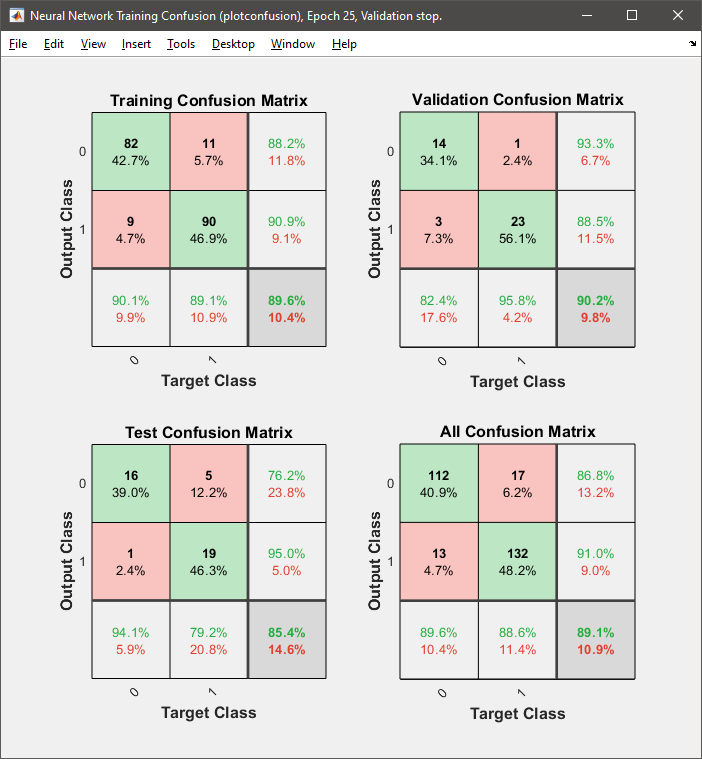 Neural Network Training Confusion (plotconfusion), Epoch 25, Validation stop.
File Edit View Insert Tools Desktop Window Help
Training Confusion Matrix
Output Class
0
82 11 88.2%
42.7% 5.7% 11.8%
1
9 90 90.9%
4.7% 46.9% 9.1%
90.1% 89.1% 89.6%
9.9% 10.9% 10.4%
0 1
Target Class
Validation Confusion Matrix
Output Class
0
14 1 93.3%
34.1% 2.4% 6.7%
1
3 23 88.5%
7.3% 56.1% 11.5%
82.4% 95.8% 90.2%
17.6% 4.2% 9.8%
0 1
Target Class
Test Confusion Matrix
Output Class
0
16 5 76.2%
39.0% 12.2% 23.8%
1
1 19 95.0%
2.4% 46.3% 5.0%
94.1% 79.2% 85.4%
5.9% 20.8% 14.6%
0 1
Target Class
All Confusion Matrix
Output Class
0
112 17 86.8%
40.9% 6.2% 13.2%
1
13 132 91.0%
4.7% 48.2% 9.0%
89.6% 88.6% 89.1%
10.4% 11.4% 10.9%
0 1
Target Class